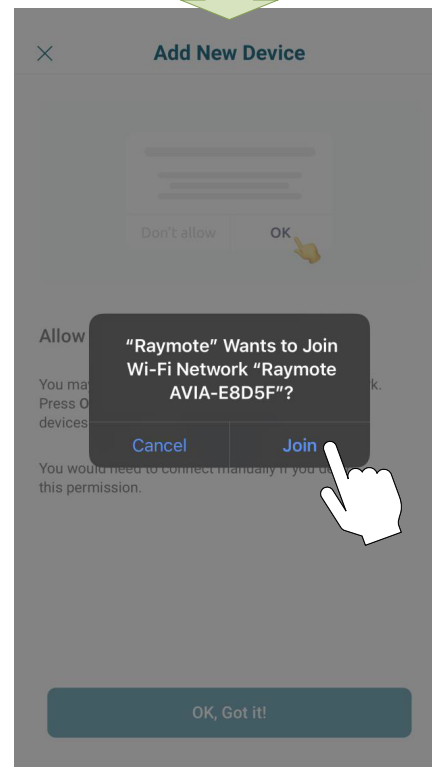 Add New Device
Don't allow
OK
"Raymote" Wants to Join
Wi-Fi Network "Raymote
AVIA-E8D5F"?
Cancel
Join
Allow
You may
k.
Press O
devices
You would need to connect manually if you d
this permission.
OK, Got it!